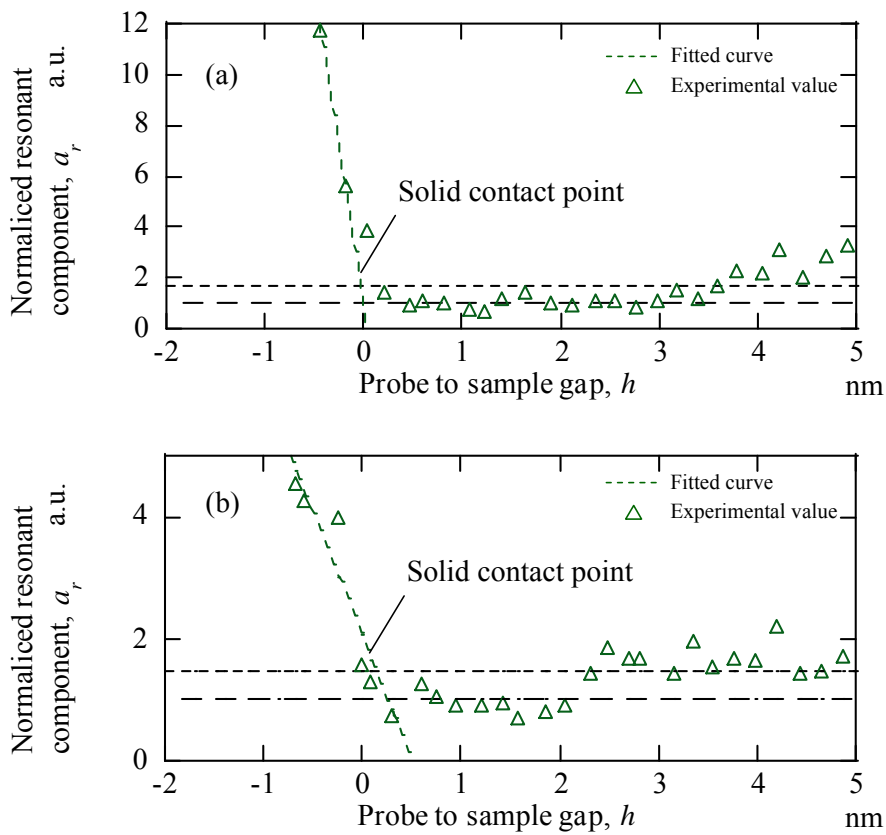 12
10
8
6
4
2
0
Normaliced resonant
component, a_r a.u.
(a)
Fitted curve
Experimental value
Solid contact point
-2 -1 0 1 2 3 4 5
Probe to sample gap, h nm
4
2
0
Normaliced resonant
component, a_r a.u.
(b)
Fitted curve
Experimental value
Solid contact point
-2 -1 0 1 2 3 4 5
Probe to sample gap, h nm